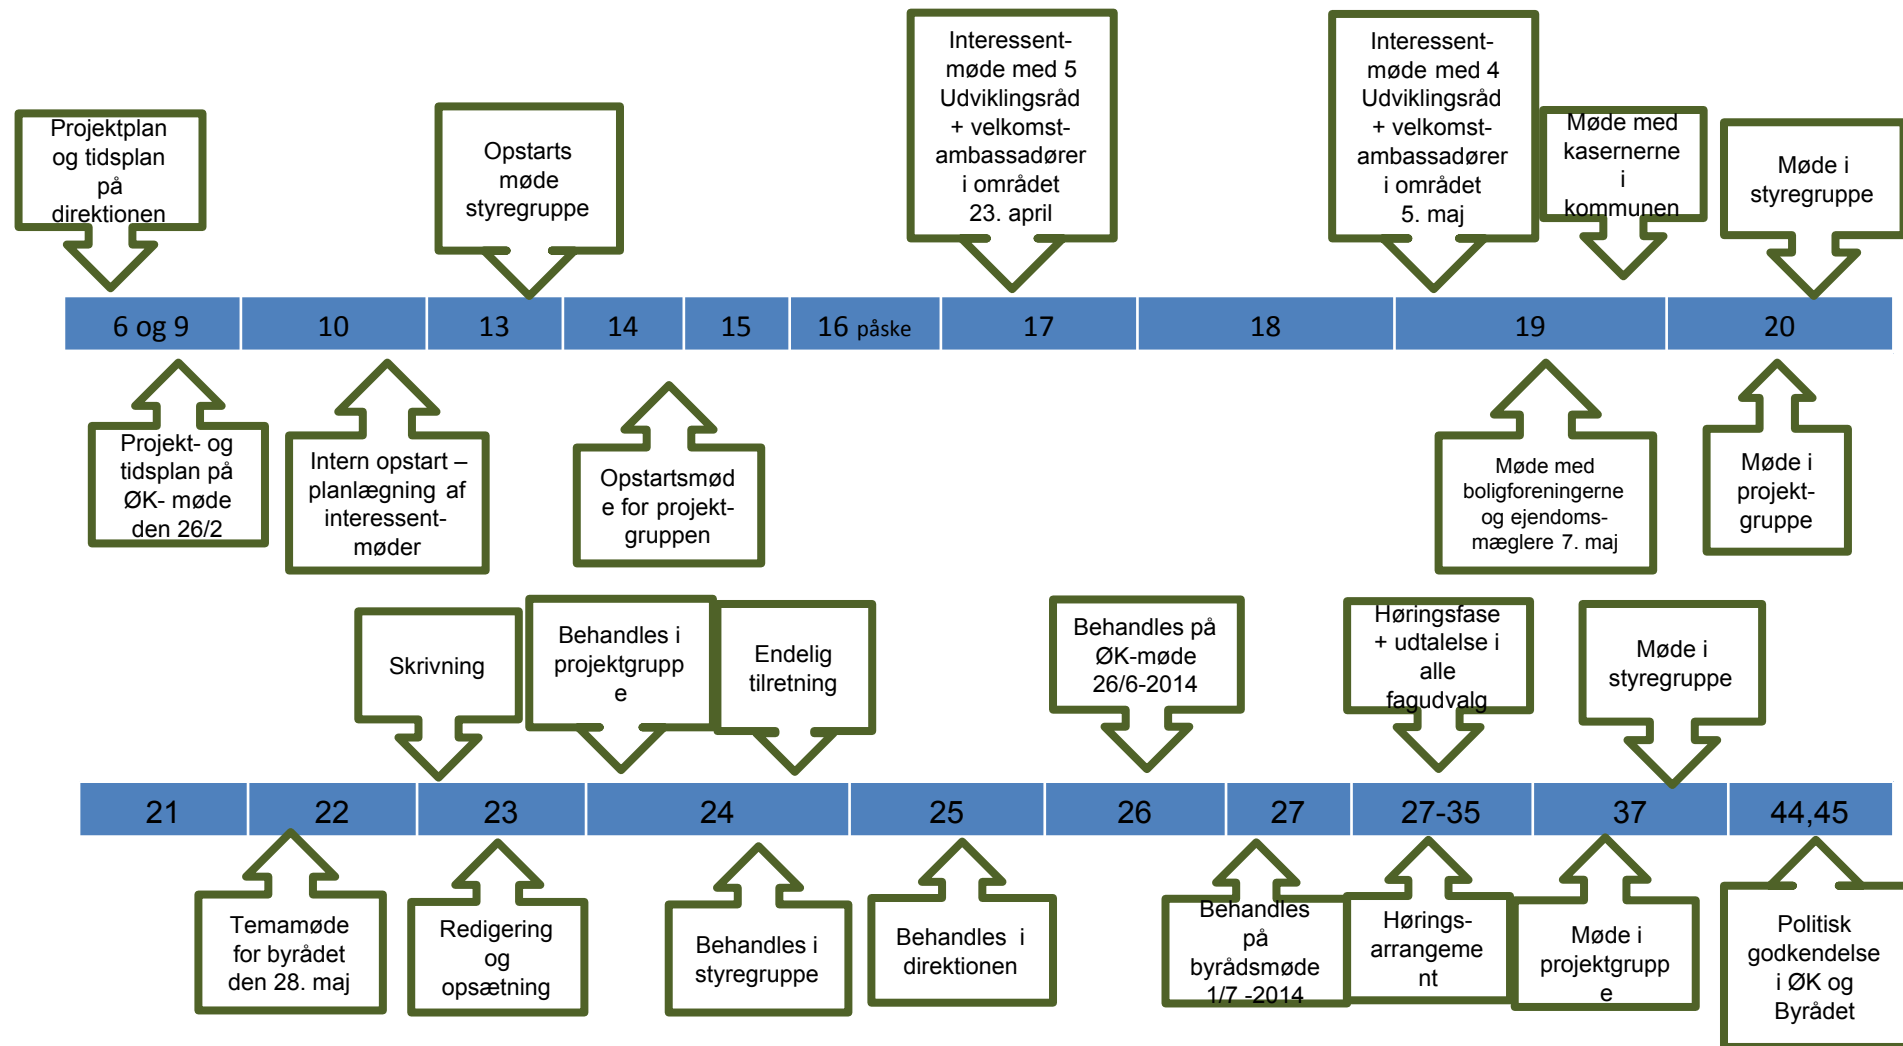 Projektplan
og tidsplan
på
direktionen
Opstarts
møde
styregruppe
Interessent-
møde med 5
Udviklingsråd
+ velkomst-
ambassadører
i området
23. april
Interessent-
møde med 4
Udviklingsråd
+ velkomst-
ambassadører
i området
5. maj
Møde med
kasernerne
i
kommunen
Møde i
styregruppe
6 og 9
10
13
14
15
16 påske
17
18
19
20
Projekt- og
tidsplan på
ØK- møde
den 26/2
Intern opstart –
planlægning af
interessent-
møder
Opstartsmød
e for projekt-
gruppen
Møde med
boligforeningerne
og ejendoms-
mæglere 7. maj
Møde i
projekt-
gruppe
Skrivning
Behandles i
projektgrupp
e
Endelig
tilretning
Behandles på
ØK-møde
26/6-2014
Høringsfase
+ udtalelse i
alle
fagudvalg
Møde i
styregruppe
21
22
23
24
25
26
27
27-35
37
44,45
Temamøde
for byrådet
den 28. maj
Redigering
og
opsætning
Behandles i
styregruppe
Behandles i
direktionen
Behandles
på
byrådsmøde
1/7 -2014
Hørings-
arrangeme
nt
Møde i
projektgrupp
e
Politisk
godkendelse
i ØK og
Byrådet